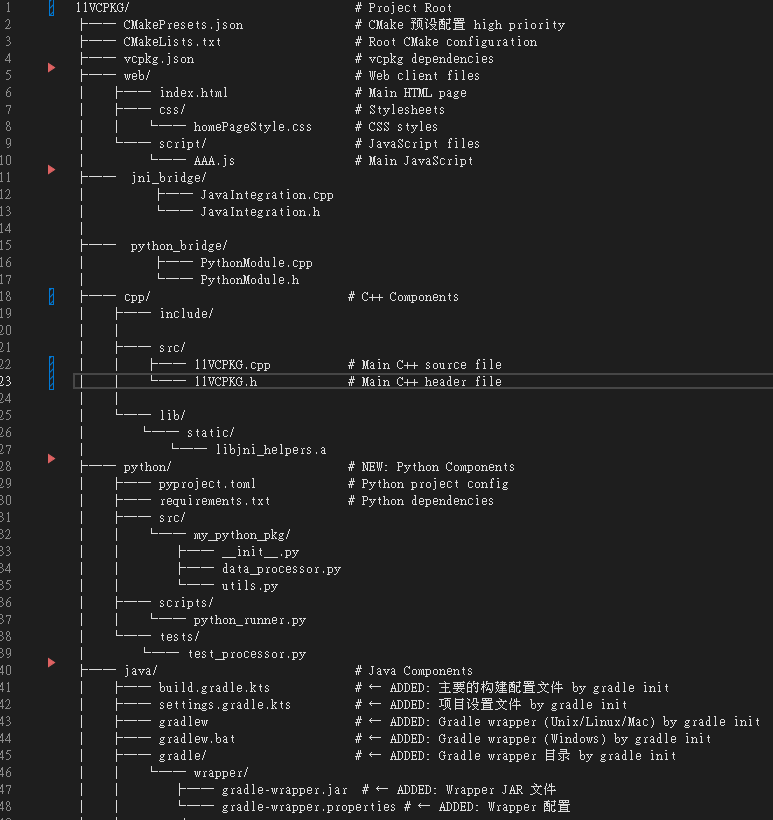 1 11VCPKG/ # Project Root
2 ├── CMakePresets.json # CMake 预设配置 high priority
3 ├── CMakeLists.txt # Root CMake configuration
4 ├── vcpkg.json # vcpkg dependencies
5 ├── web/ # Web client files
6 │ ├── index.html # Main HTML page
7 │ ├── css/ # Stylesheets
8 │ │ └── homePageStyle.css # CSS styles
9 │ └── script/ # JavaScript files
10 │ └── AAA.js # Main JavaScript
11 ├── jni_bridge/
12 │ ├── JavaIntegration.cpp
13 │ └── JavaIntegration.h
14 │
15 ├── python_bridge/
16 │ ├── PythonModule.cpp
17 │ └── PythonModule.h
18 ├── cpp/ # C++ Components
19 │ ├── include/
20 │ │
21 │ ├── src/
22 │ │ ├── 11VCPKG.cpp # Main C++ source file
23 │ │ └── 11VCPKG.h # Main C++ header file
24 │ │
25 │ └── lib/
26 │ └── static/
27 │ └── libjni_helpers.a
28 ├── python/ # NEW: Python Components
29 │ ├── pyproject.toml # Python project config
30 │ ├── requirements.txt # Python dependencies
31 │ ├── src/
32 │ │ └── my_python_pkg/
33 │ │ ├── __init__.py
34 │ │ ├── data_processor.py
35 │ │ └── utils.py
36 │ ├── scripts/
37 │ │ └── python_runner.py
38 │ └── tests/
39 │ └── test_processor.py
40 ├── java/ # Java Components
41 │ ├── build.gradle.kts # ← ADDED: 主要的构建配置文件 by gradle init
42 │ ├── settings.gradle.kts # ← ADDED: 项目设置文件 by gradle init
43 │ ├── gradlew # ← ADDED: Gradle wrapper (Unix/Linux/Mac) by gradle init
44 │ ├── gradlew.bat # ← ADDED: Gradle wrapper (Windows) by gradle init
45 │ ├── gradle/ # ← ADDED: Gradle wrapper 目录 by gradle init
46 │ │ └── wrapper/
47 │ │ ├── gradle-wrapper.jar # ← ADDED: Wrapper JAR 文件
48 │ │ └── gradle-wrapper.properties # ← ADDED: Wrapper 配置